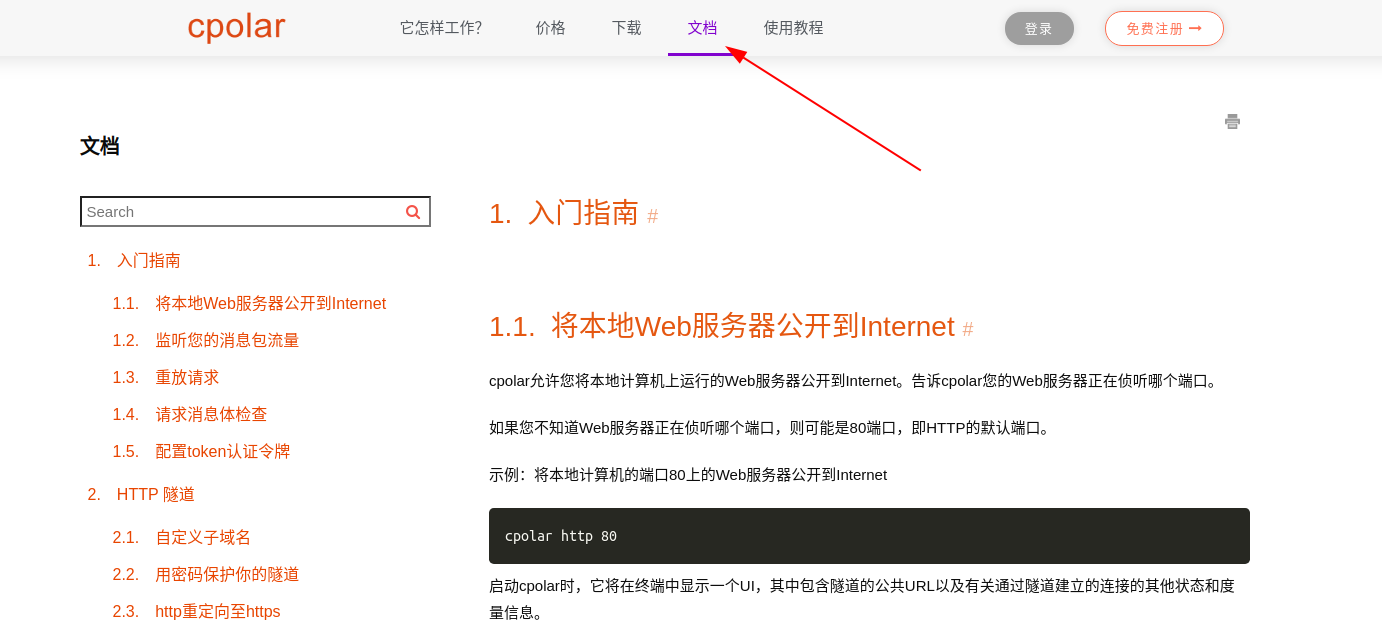 cpolar
它怎样工作?
价格
下载
文档
使用教程
登录
免费注册
文档
Search
1. 入门指南
1.1. 将本地Web服务器公开到Internet
1.2. 监听您的消息包流量
1.3. 重放请求
1.4. 请求消息体检查
1.5. 配置token认证令牌
2. HTTP 隧道
2.1. 自定义子域名
2.2. 用密码保护你的隧道
2.3. http重定向至https
1. 入门指南 #
1.1. 将本地Web服务器公开到Internet #
cpolar允许您将本地计算机上运行的Web服务器公开到Internet。告诉cpolar您的Web服务器正在侦听哪个端口。
如果您不知道Web服务器正在侦听哪个端口，则可能是80端口，即HTTP的默认端口。
示例：将本地计算机的端口80上的Web服务器公开到Internet
cpolar http 80
启动cpolar时，它将在终端中显示一个UI，其中包含隧道的公共URL以及有关通过隧道建立的连接的其他状态和度
量信息。